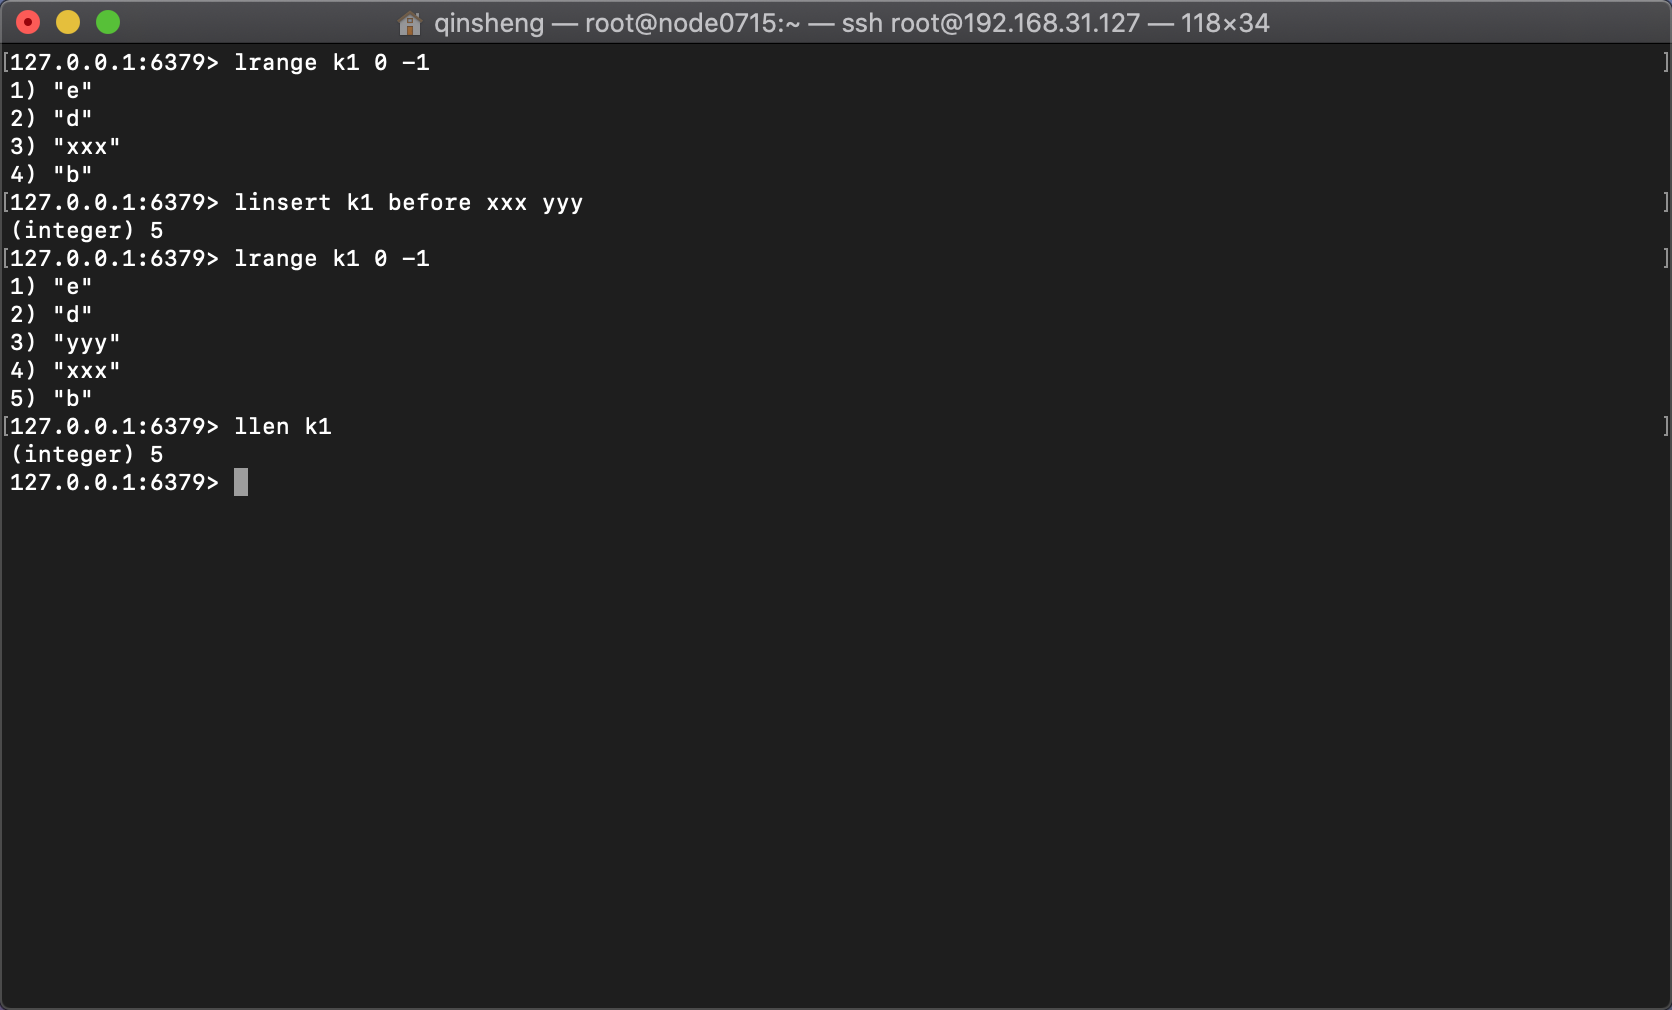 qinsheng — root@node0715:~ — ssh root@192.168.31.127 — 118×34
[127.0.0.1:6379> lrange k1 0 -1]
1) "e"
2) "d"
3) "xxx"
4) "b"
[127.0.0.1:6379> linsert k1 before xxx yyy]
(integer) 5
[127.0.0.1:6379> lrange k1 0 -1]
1) "e"
2) "d"
3) "yyy"
4) "xxx"
5) "b"
[127.0.0.1:6379> llen k1]
(integer) 5
127.0.0.1:6379>